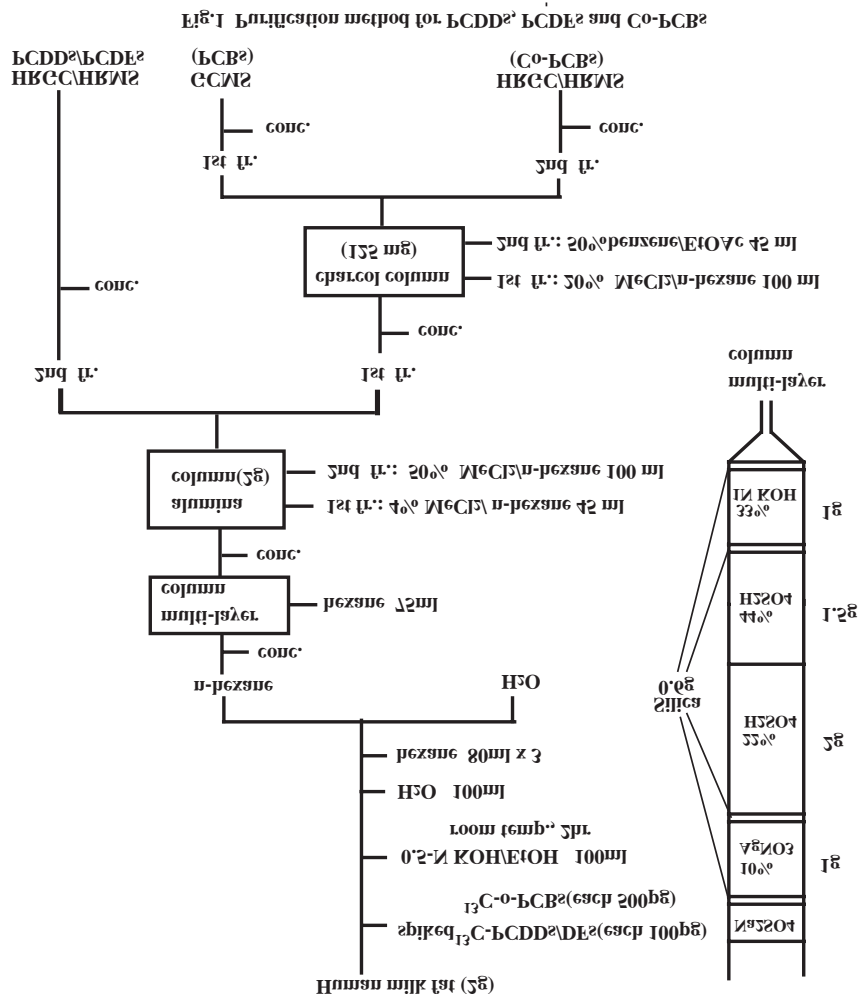 Human milk fat (2g)
spiked13C-PCDDs/DFs(each 100pg)
13C-o-PCBs(each 500pg)
0.5-N KOH/EtOH 100ml
room temp., 2hr
H2O 100ml
hexane 80ml x 3
n-hexane
H2O
conc.
multi-layer
column
hexane 75ml
conc.
alumina
column(2g)
1st fr.: 4% MeCl2/ n-hexane 45 ml
2nd fr.: 50% MeCl2/n-hexane 100 ml
2nd fr.
1st fr.
conc.
conc.
charcol column
(125 mg)
1st fr.: 20% MeCl2/n-hexane 100 ml
2nd fr.: 50%benzene/EtOAc 45 ml
1st fr.
2nd fr.
conc.
conc.
HRGC/HRMS
PCDDs/PCDFs
GCMS
(PCBs)
HRGC/HRMS
(Co-PCBs)
Na2SO4
10%
AgNO3
1g
22%
H2SO4
2g
Silica
0.6g
44%
H2SO4
1.5g
33%
1N KOH
1g
multi-layer
column
Fig.1 Purification method for PCDDs, PCDFs and Co-PCBs